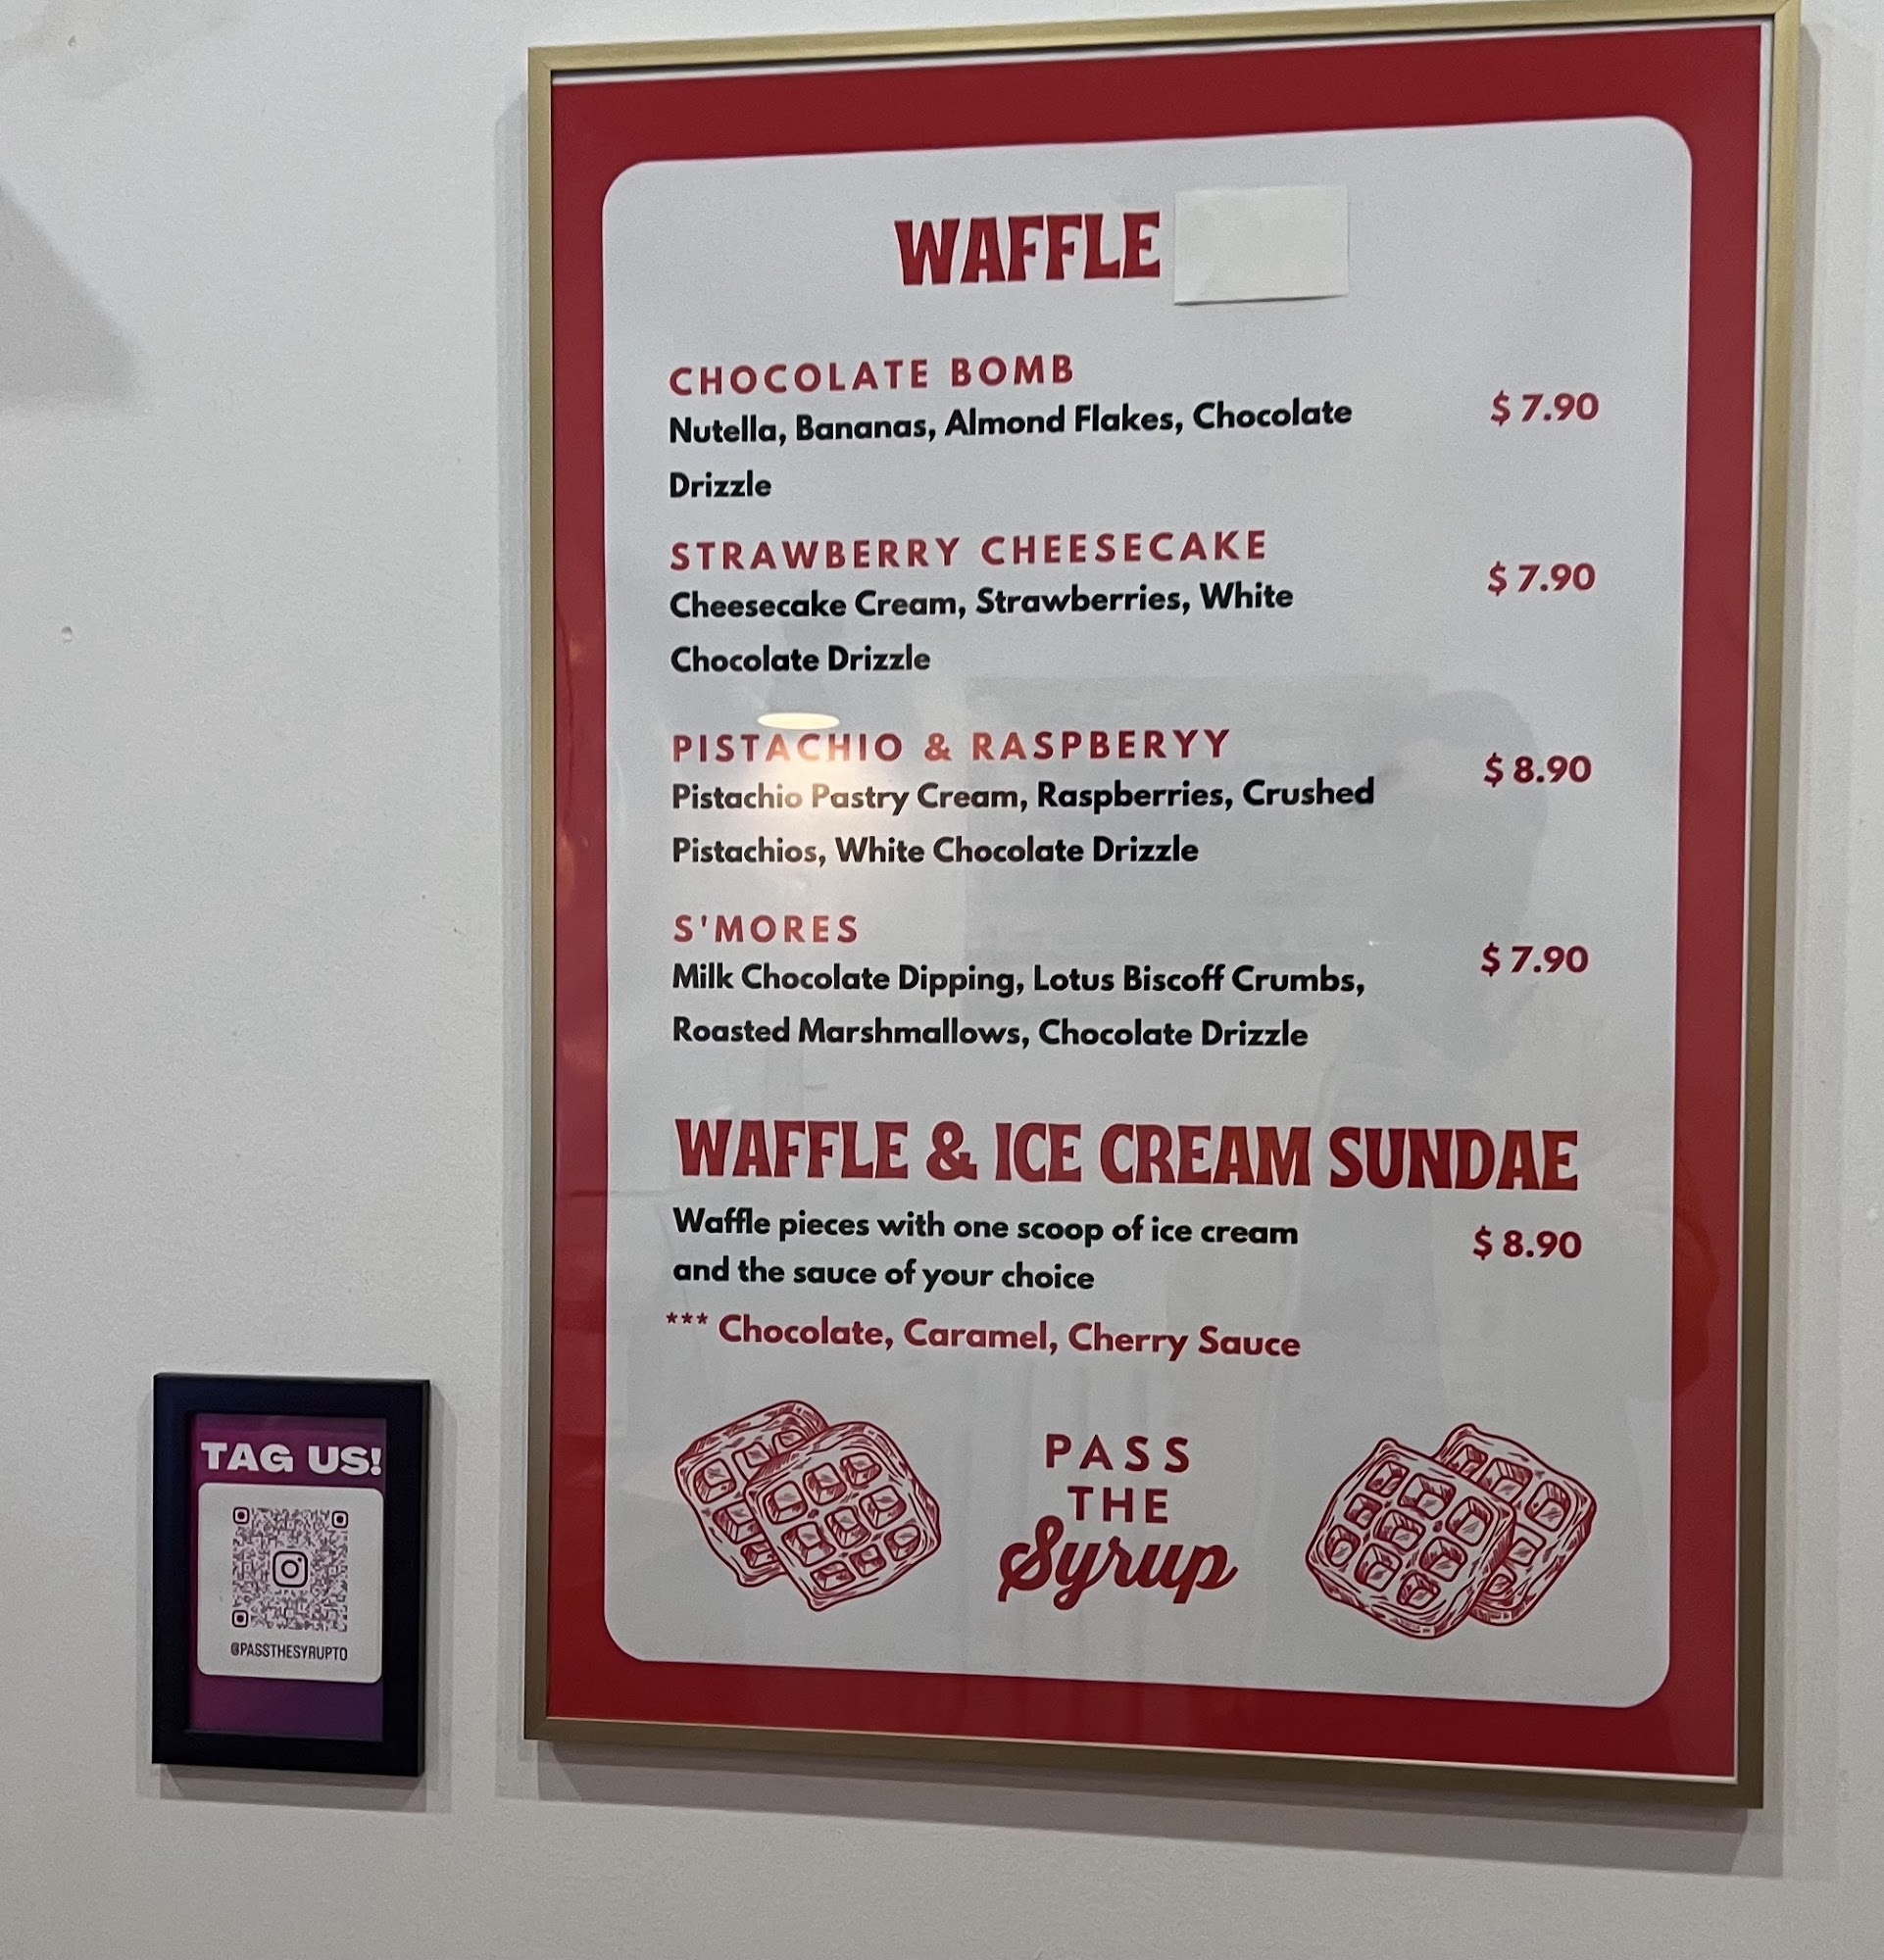 WAFFLE
CHOCOLATE BOMB
Nutella, Bananas, Almond Flakes, Chocolate
$ 7.90
Drizzle
STRAWBERRY CHEESECAKE
Cheesecake Cream, Strawberries, White
$ 7.90
Chocolate Drizzle
PISTACHIO & RASPBERYY
Pistachio Pastry Cream, Raspberries, Crushed
$ 8.90
Pistachios, White Chocolate Drizzle
S'MORES
Milk Chocolate Dipping, Lotus Biscoff Crumbs,
$ 7.90
Roasted Marshmallows, Chocolate Drizzle
WAFFLE & ICE CREAM SUNDAE
Waffle pieces with one scoop of ice cream
$ 8.90
and the sauce of your choice
*** Chocolate, Caramel, Cherry Sauce
PASS
THE
Syrup
TAG US!
@PASSTHESYRUPTO